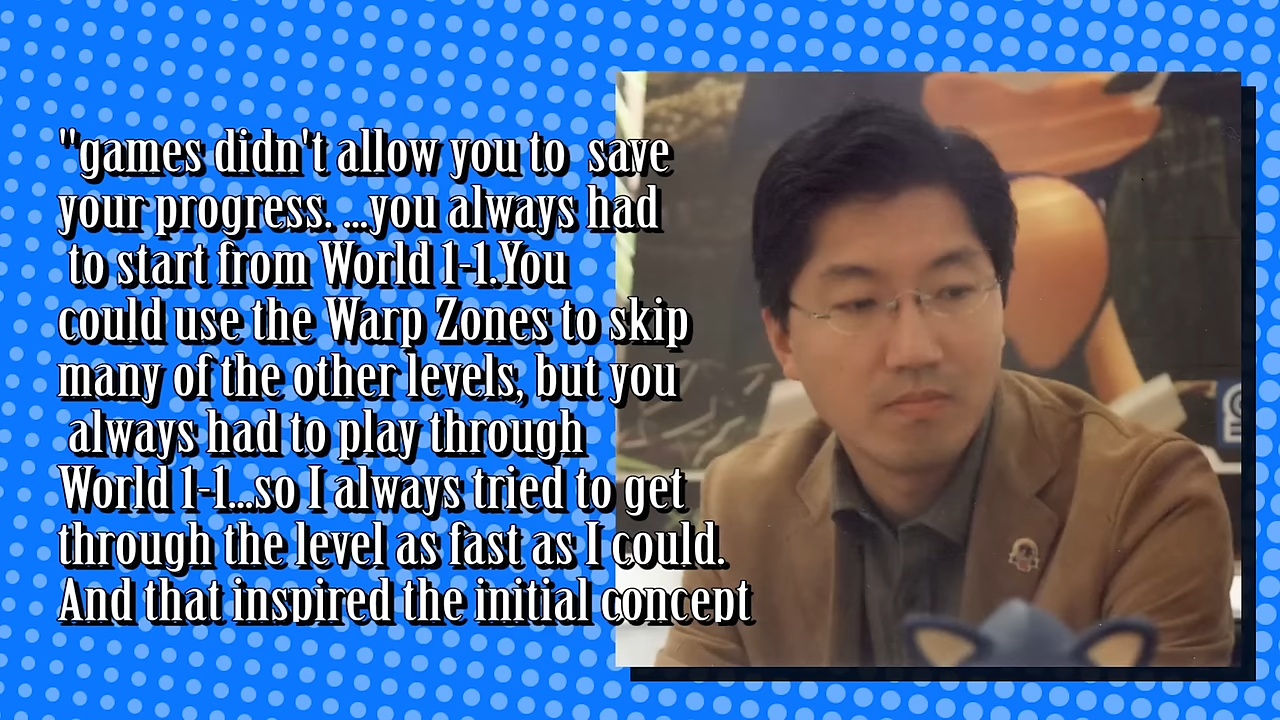 "games didn't allow you to  save
your progress. ...you always had
to start from World 1-1.You
could use the Warp Zones to skip
many of the other levels, but you
always had to play through
World 1-1...so I always tried to get
through the level as fast as I could.
And that inspired the initial concept